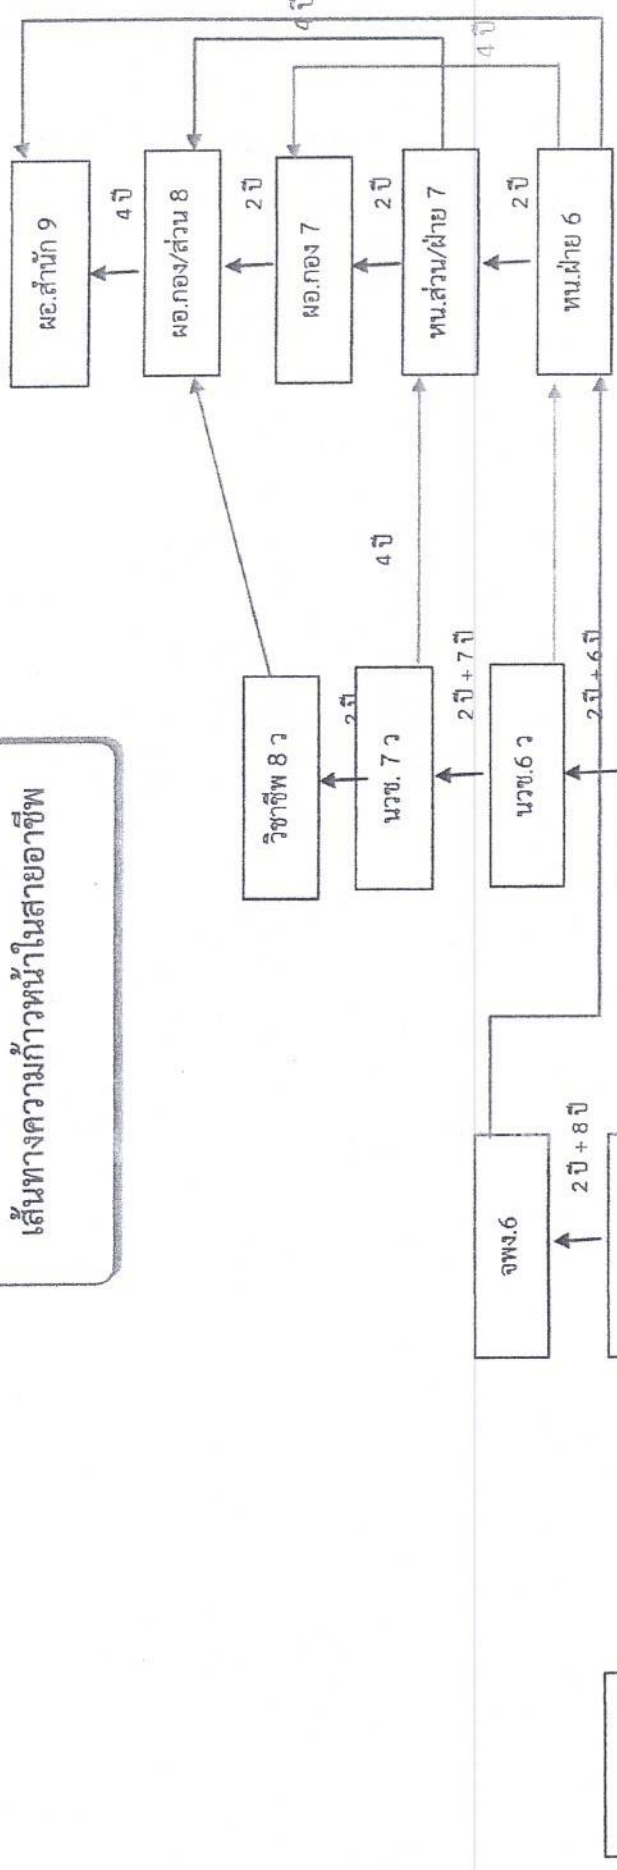 เส้นทางความก้าวหน้าในสายอาชีพ
ผอ.สำนัก 9
4 ปี
4 ปี
ผอ.กอง/ส่วน 8
2 ปี
4 ปี
ผอ.กอง 7
2 ปี
หน.ส่วน/ฝ่าย 7
2 ปี
หน.ฝ่าย 6
วิชาชีพ 8 ว
2 ปี
4 ปี
นวช. 7 ว
2 ปี + 7 ปี
นวช.6 ว
2 ปี + 6 ปี
จพง.6
2 ปี + 8 ปี